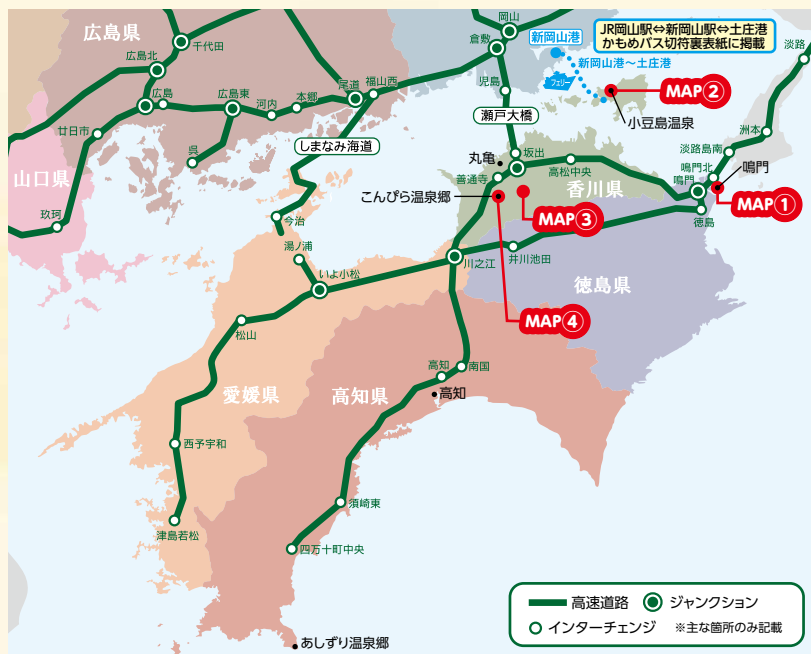 広島県
千代田
広島北
広島
広島東
河内
本郷
尾道
福山西
廿日市
呉
山口県
玖珂
しまなみ海道
岡山
倉敷
児島
新岡山港
新岡山港〜土庄港
フェリー
JR岡山駅⇔新岡山駅⇔土庄港
かもめバス切符裏表紙に掲載
MAP②
小豆島温泉
瀬戸大橋
淡路
洲本
淡路島南
鳴門北
鳴門
鳴門
MAP①
徳島
丸亀
坂出
善通寺
高松中央
香川県
こんぴら温泉郷
MAP③
今治
湯ノ浦
いよ小松
川之江
井川池田
徳島県
MAP④
松山
愛媛県
高知県
高知
南国
高知
西予宇和
津島若松
須崎東
四万十町中央
あしずり温泉郷
高速道路
ジャンクション
インターチェンジ
※主な箇所のみ記載